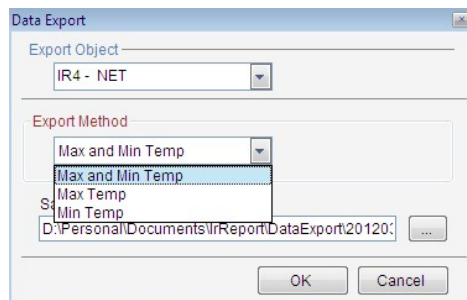 Data Export
Export Object
IR4 - NET
Export Method
Max and Min Temp
Max and Min Temp
Max Temp
Min Temp
D:\Personal\Documents\IrReport\DataExport\20120
...
OK
Cancel